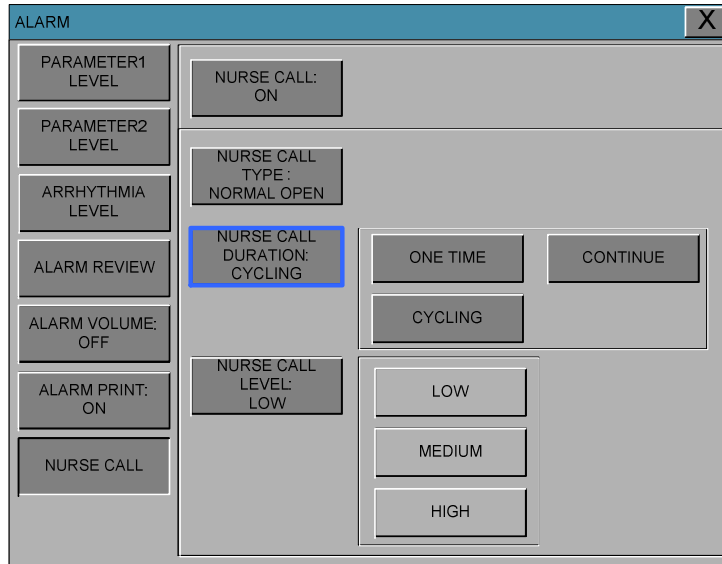 ALARM
X
PARAMETER1
LEVEL
PARAMETER2
LEVEL
ARRHYTHMIA
LEVEL
ALARM REVIEW
ALARM VOLUME:
OFF
ALARM PRINT:
ON
NURSE CALL
NURSE CALL:
ON
NURSE CALL
TYPE :
NORMAL OPEN
NURSE CALL
DURATION:
CYCLING
ONE TIME
CONTINUE
CYCLING
NURSE CALL
LEVEL:
LOW
LOW
MEDIUM
HIGH